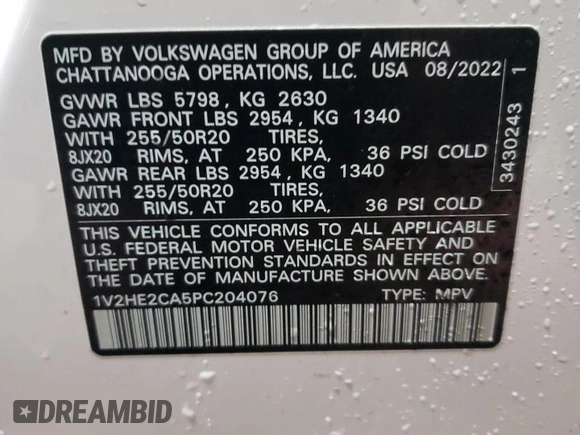 MFD BY VOLKSWAGEN GROUP OF AMERICA
CHATTANOOGA OPERATIONS, LLC. USA 08/2022
GVWR LBS 5798, KG 2630
GAWR FRONT LBS 2954, KG 1340
WITH 255/50R20 TIRES,
8JX20 RIMS, AT 250 KPA, 36 PSI COLD
GAWR REAR LBS 2954, KG 1340
WITH 255/50R20 TIRES,
8JX20 RIMS, AT 250 KPA, 36 PSI COLD
THIS VEHICLE CONFORMS TO ALL APPLICABLE
U.S. FEDERAL MOTOR VEHICLE SAFETY AND
THEFT PREVENTION STANDARDS IN EFFECT ON
THE DATE OF MANUFACTURE SHOWN ABOVE.
1V2HE2CA5PC204076 TYPE: MPV
3430243 1
DREAMBID